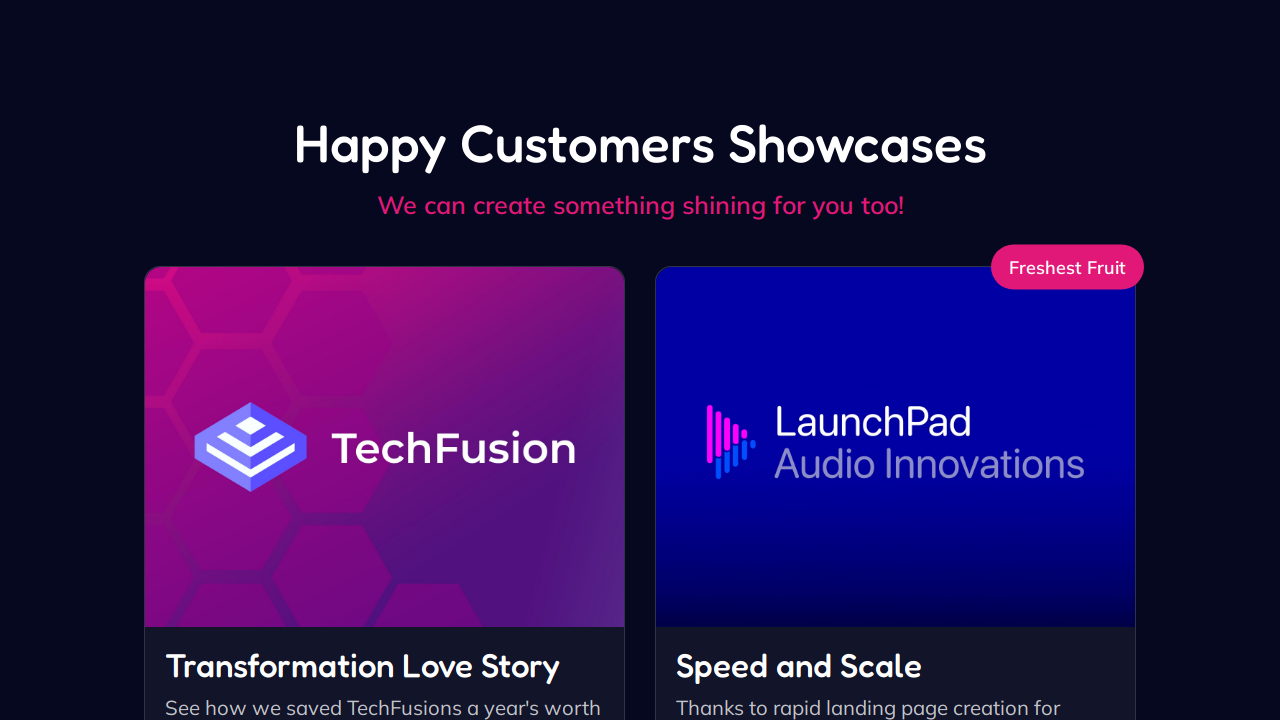 Happy Customers Showcases
We can create something shining for you too!
Freshest Fruit
TechFusion
LaunchPad
Audio Innovations
Transformation Love Story
See how we saved TechFusions a year's worth
Speed and Scale
Thanks to rapid landing page creation for